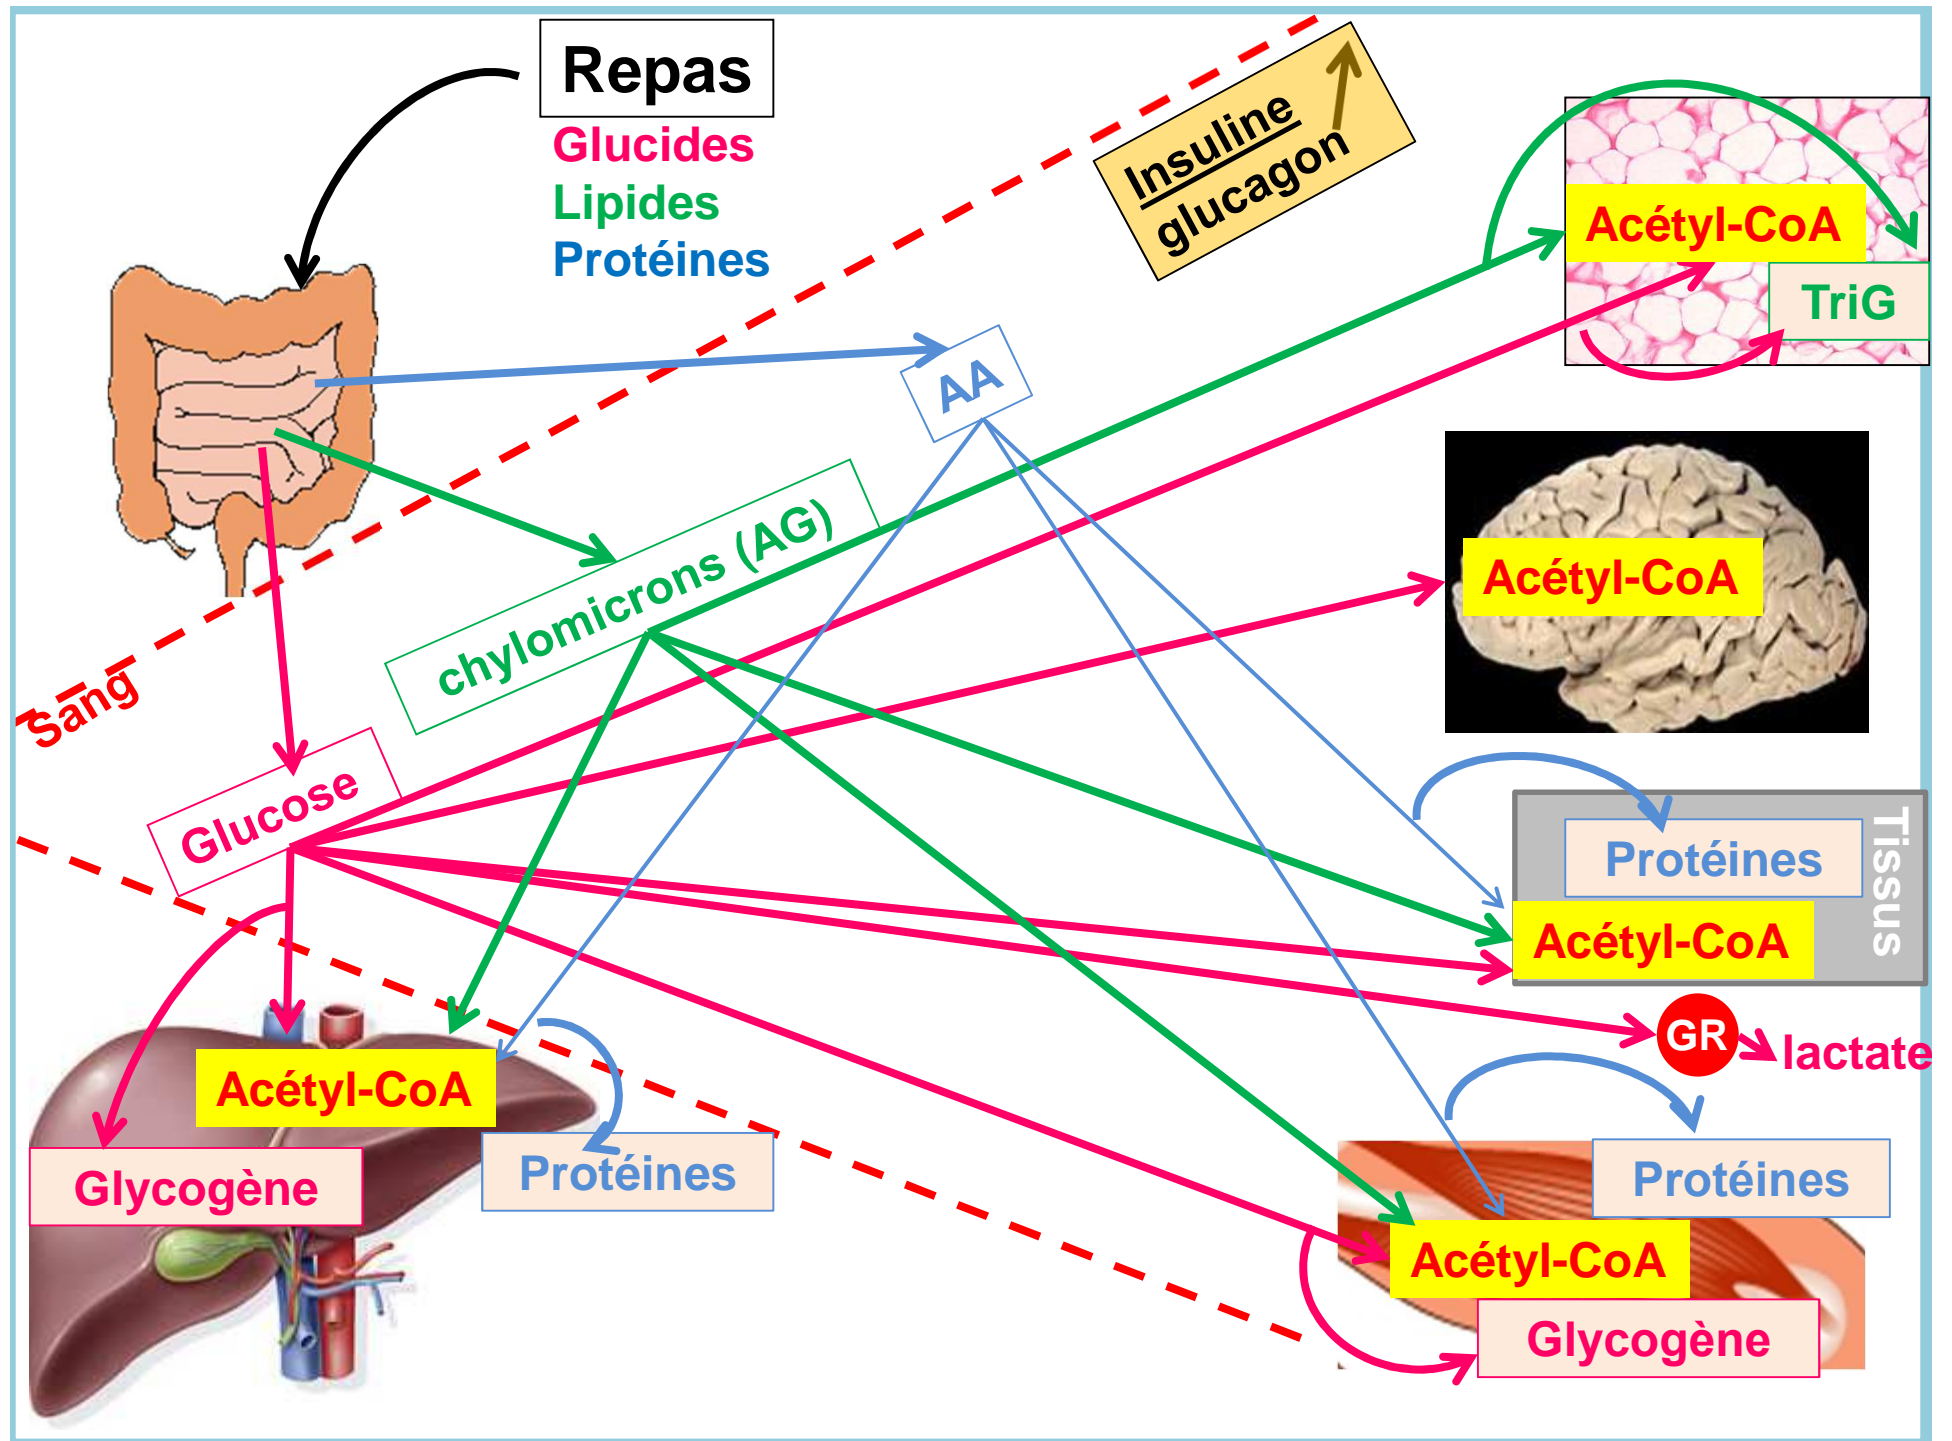 Repas
Glucides
Lipides
Protéines
Insuline
glucagon
Acétyl-CoA
TriG
AA
chylomicrons (AG)
Acétyl-CoA
Sang
Glucose
Tissus
Protéines
Acétyl-CoA
GR
lactate
Acétyl-CoA
Protéines
Glycogène
Protéines
Acétyl-CoA
Glycogène